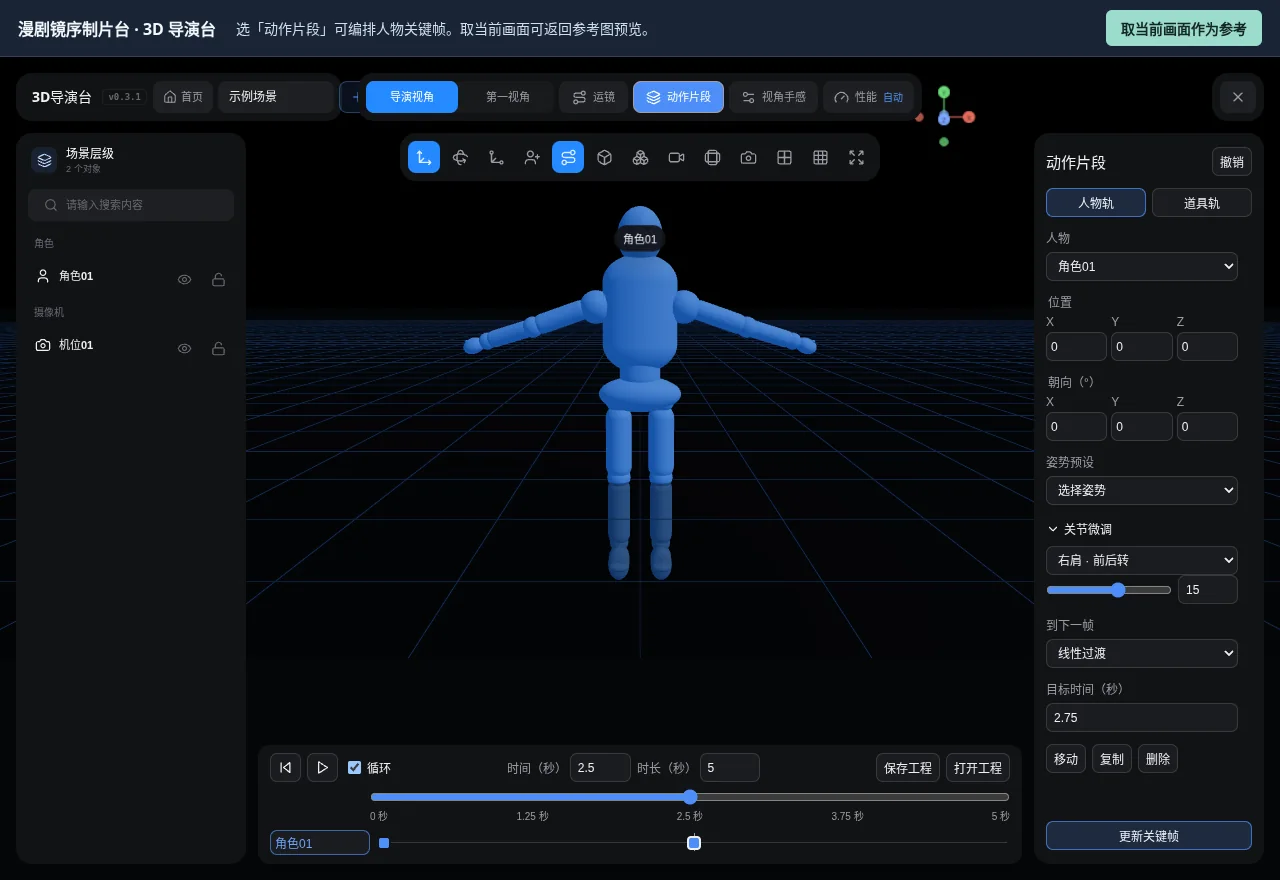 漫剧镜序制片台 · 3D 导演台
选「动作片段」可编排人物关键帧。取当前画面可返回参考图预览。
取当前画面作为参考
3D导演台
v0.3.1
首页
示例场景
导演视角
第一视角
运镜
动作片段
视角手感
性能 自动
场景层级
2 个对象
请输入搜索内容
角色
角色01
摄像机
机位01
角色01
动作片段
撤销
人物轨
道具轨
人物
角色01
位置
X Y Z
0 0 0
朝向（°）
X Y Z
0 0 0
姿势预设
选择姿势
关节微调
右肩 · 前后转
15
到下一帧
线性过渡
目标时间（秒）
2.75
移动 复制 删除
更新关键帧
循环
时间（秒） 2.5
时长（秒） 5
保存工程
打开工程
0 秒 1.25 秒 2.5 秒 3.75 秒 5 秒
角色01